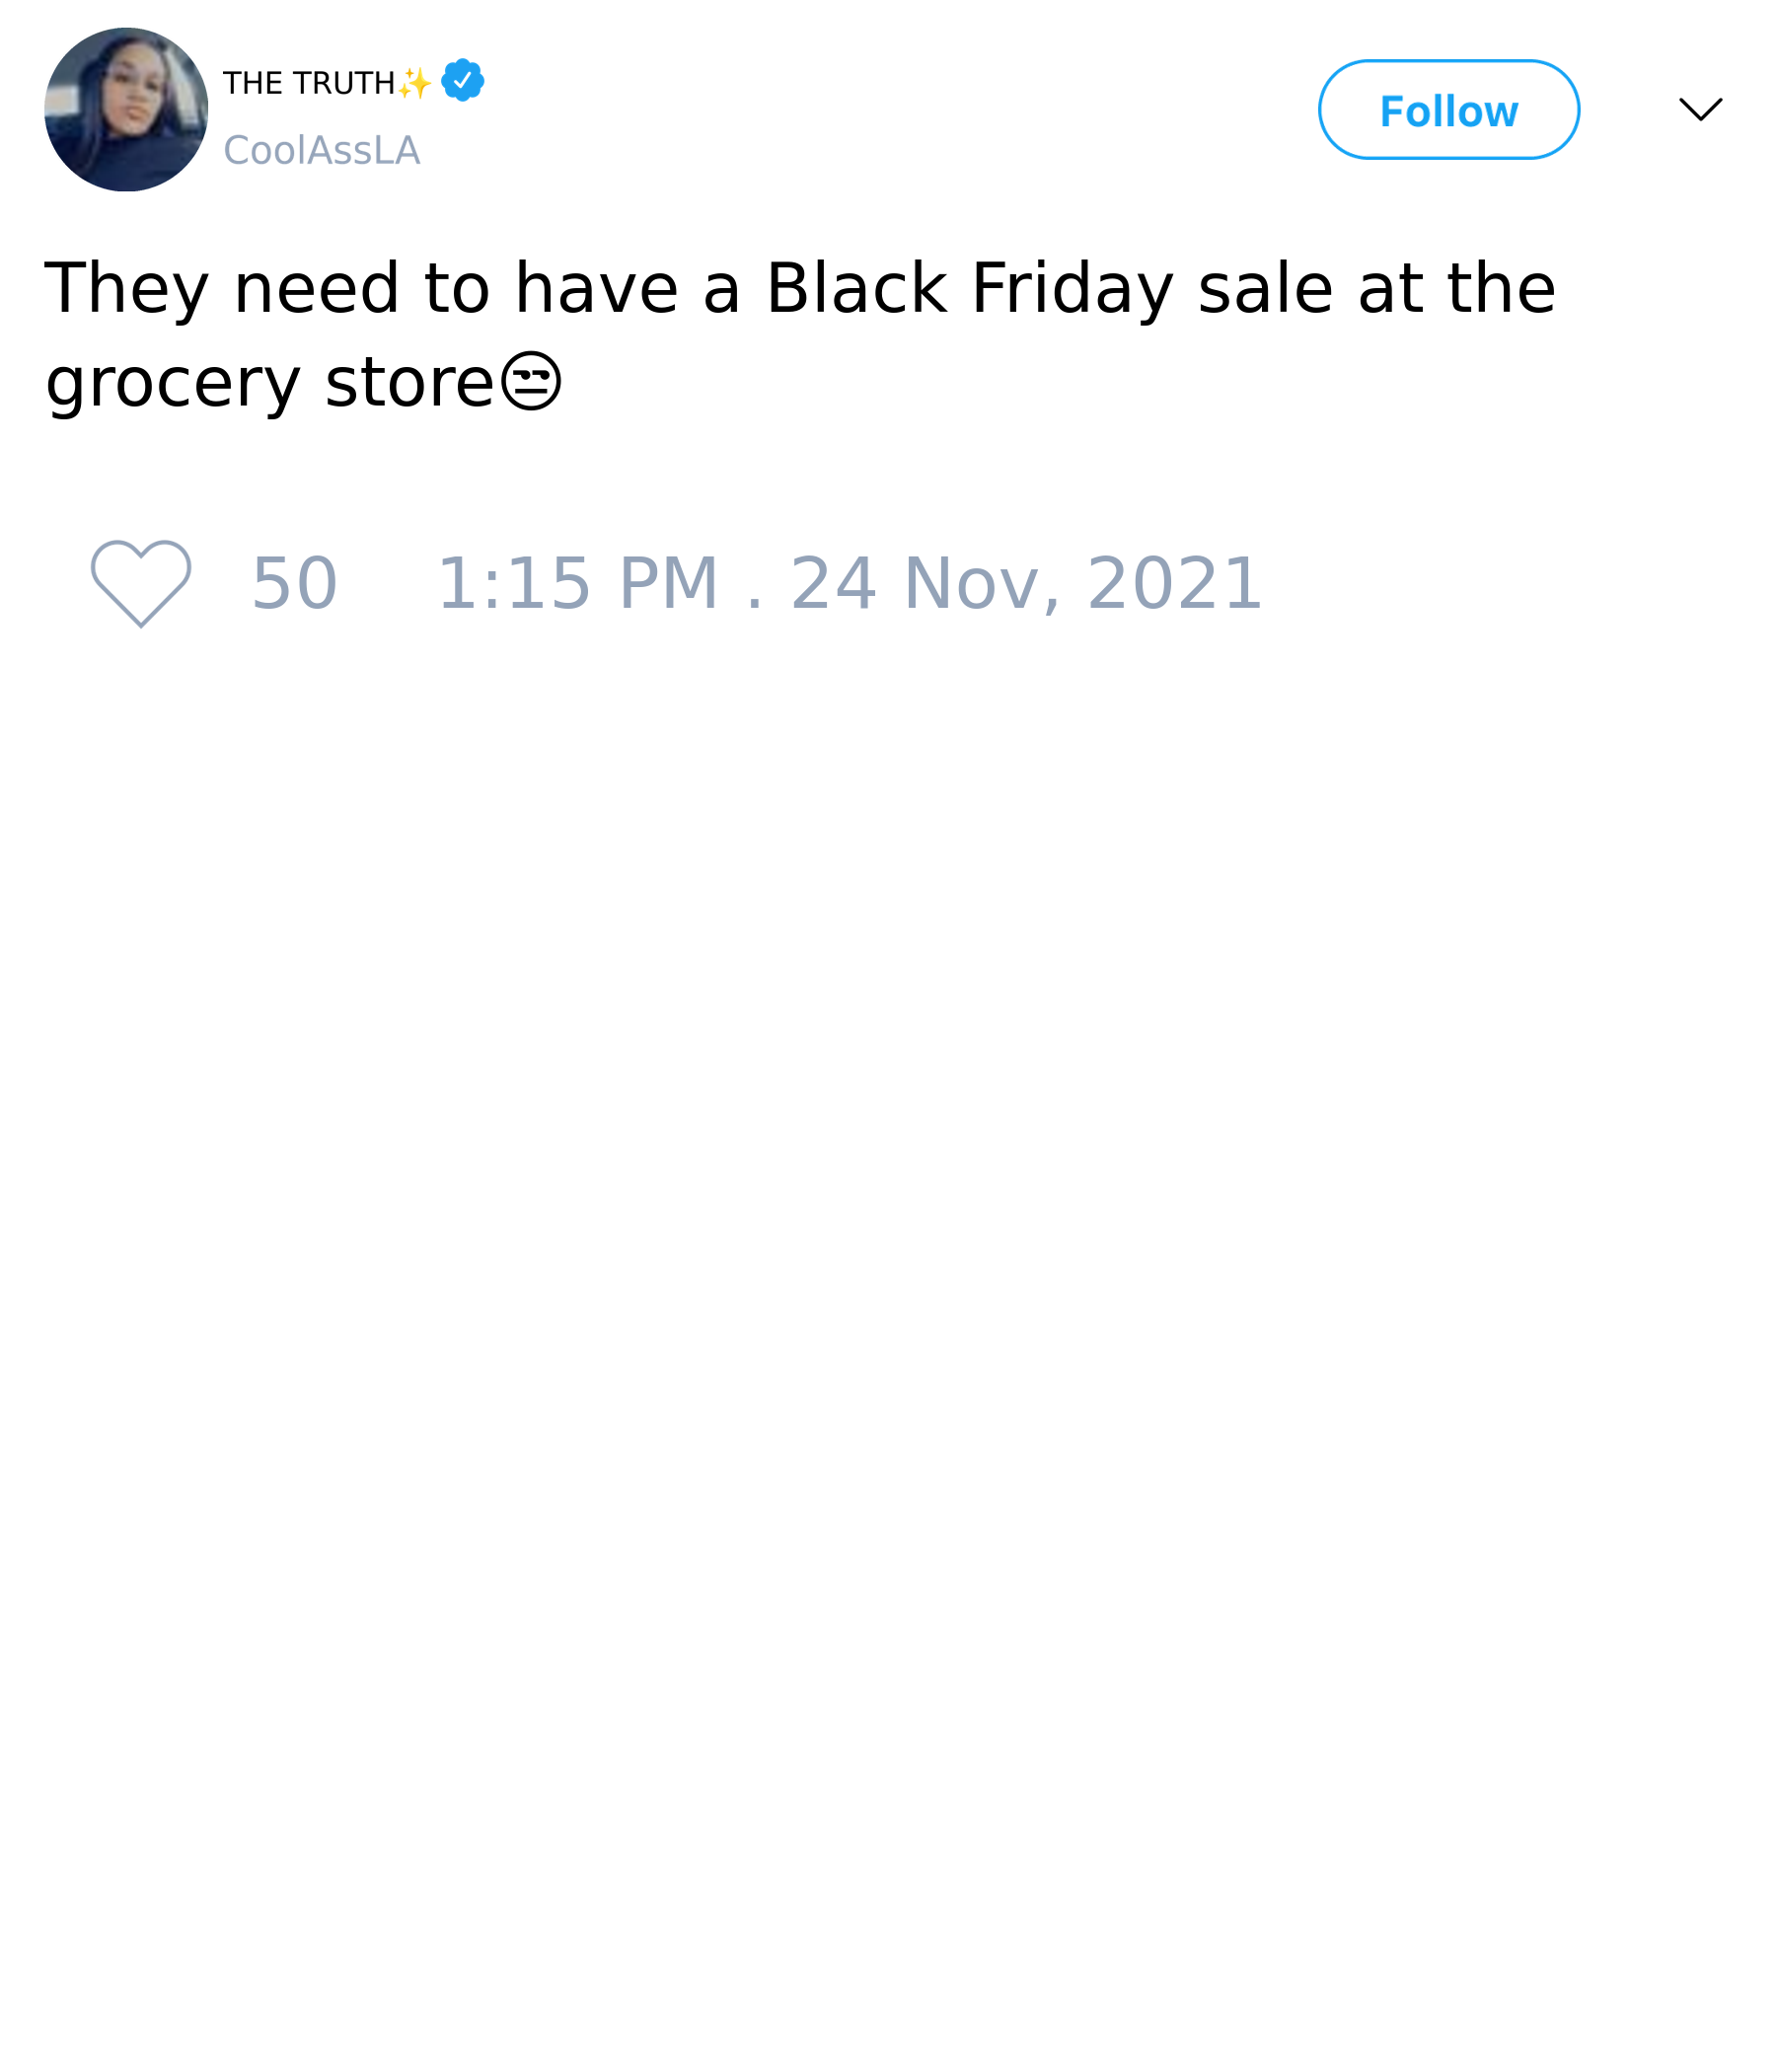 THE TRUTH✨
CoolAssLA
Follow
They need to have a Black Friday sale at the
grocery store😒
50 1:15 PM . 24 Nov, 2021